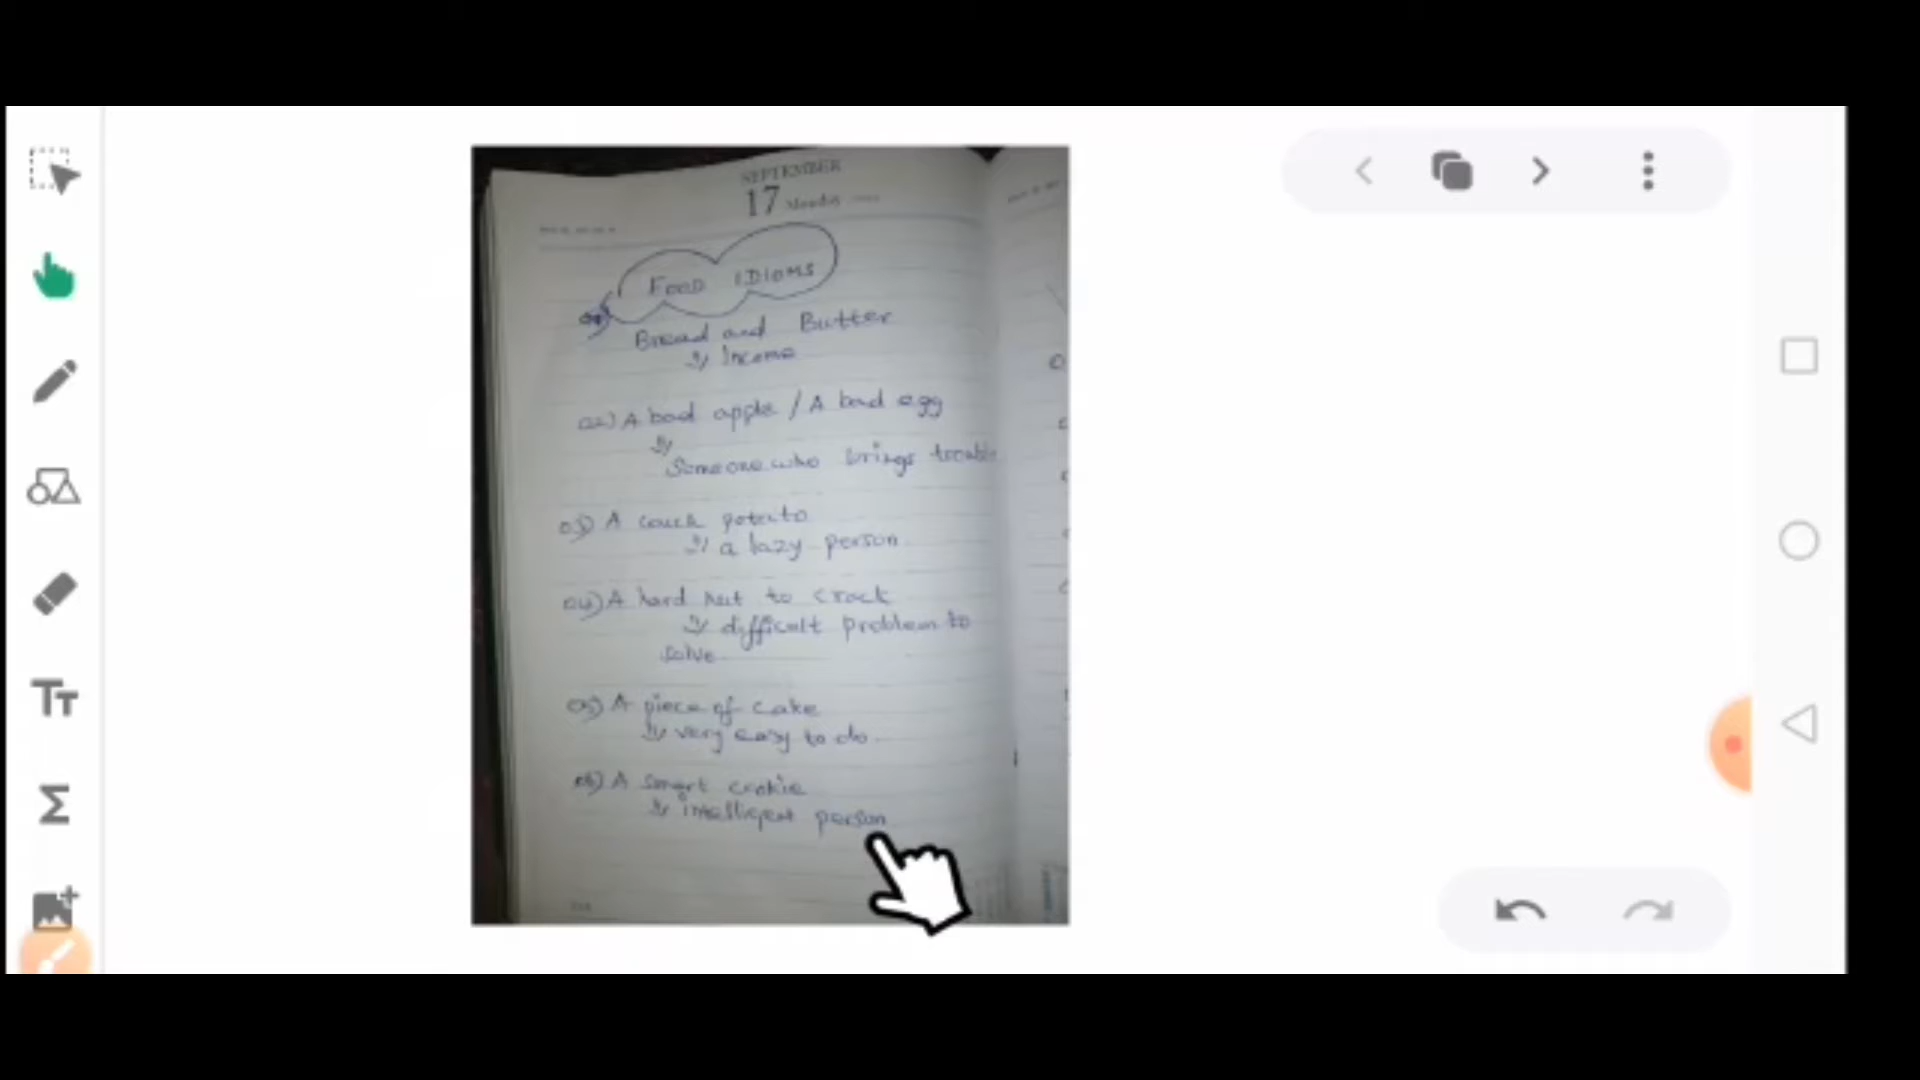 SEPTEMBER
17 Monday
FOOD IDIOMS
01) Bread and Butter
Income
02) A bad apple / A bad egg
Someone who brings trouble
03) A couch potato
a lazy person
04) A hard nut to crack
difficult problem to
solve
05) A piece of cake
very easy to do
06) A smart cookie
intelligent person
TT
Σ